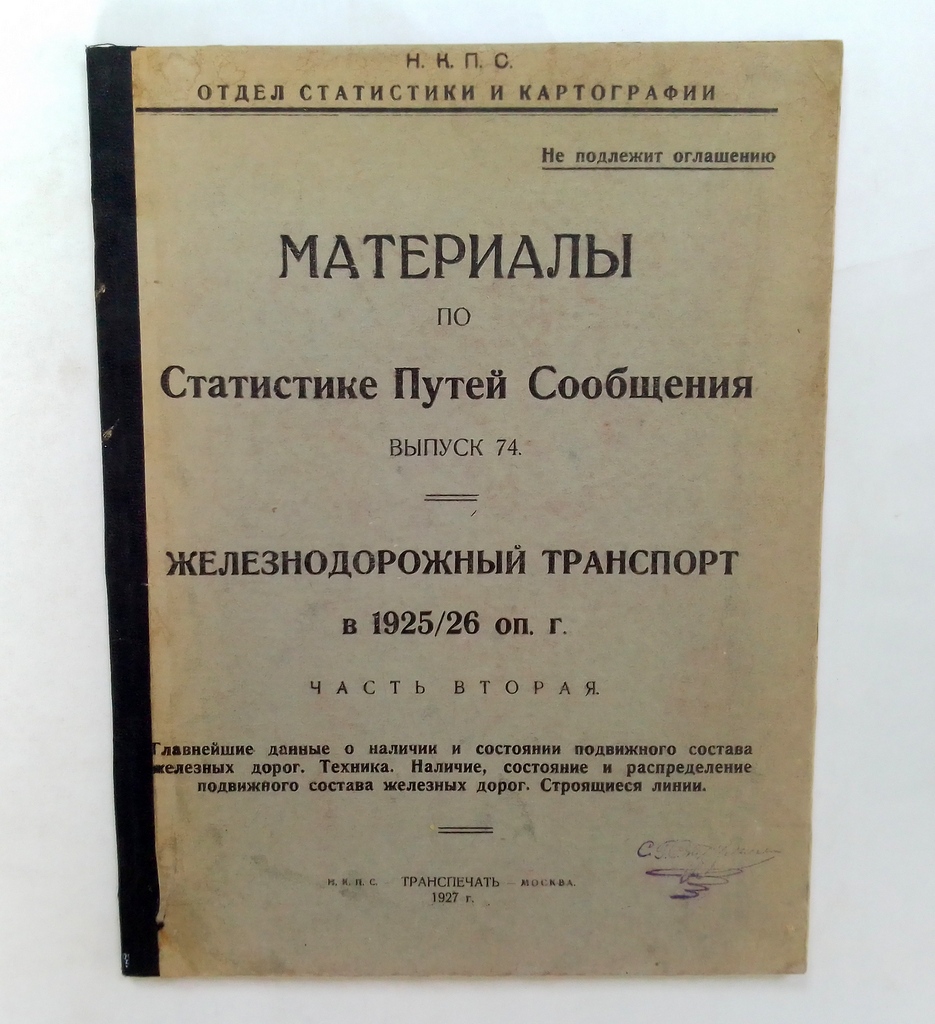 Н. К. П. С.
ОТДЕЛ СТАТИСТИКИ И КАРТОГРАФИИ
Не подлежит оглашению
МАТЕРИАЛЫ
ПО
Статистике Путей Сообщения
ВЫПУСК 74.
ЖЕЛЕЗНОДОРОЖНЫЙ ТРАНСПОРТ
в 1925/26 оп. г.
ЧАСТЬ ВТОРАЯ.
Главнейшие данные о наличии и состоянии подвижного состава
железных дорог. Техника. Наличие, состояние и распределение
подвижного состава железных дорог. Строящиеся линии.
Н. К. П. С. ТРАНСПЕЧАТЬ — МОСКВА.
1927 г.